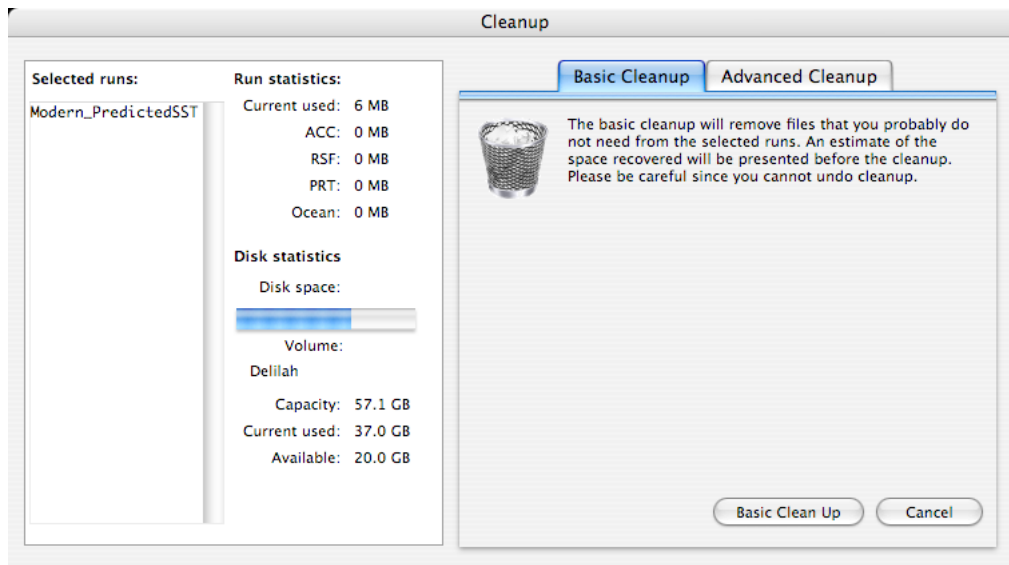 Cleanup
Selected runs:
Modern_PredictedSST
Run statistics:
Current used: 6 MB
ACC: 0 MB
RSF: 0 MB
PRT: 0 MB
Ocean: 0 MB
Disk statistics
Disk space:
Volume:
Delilah
Capacity: 57.1 GB
Current used: 37.0 GB
Available: 20.0 GB
Basic Cleanup Advanced Cleanup
The basic cleanup will remove files that you probably do
not need from the selected runs. An estimate of the
space recovered will be presented before the cleanup.
Please be careful since you cannot undo cleanup.
Basic Clean Up Cancel